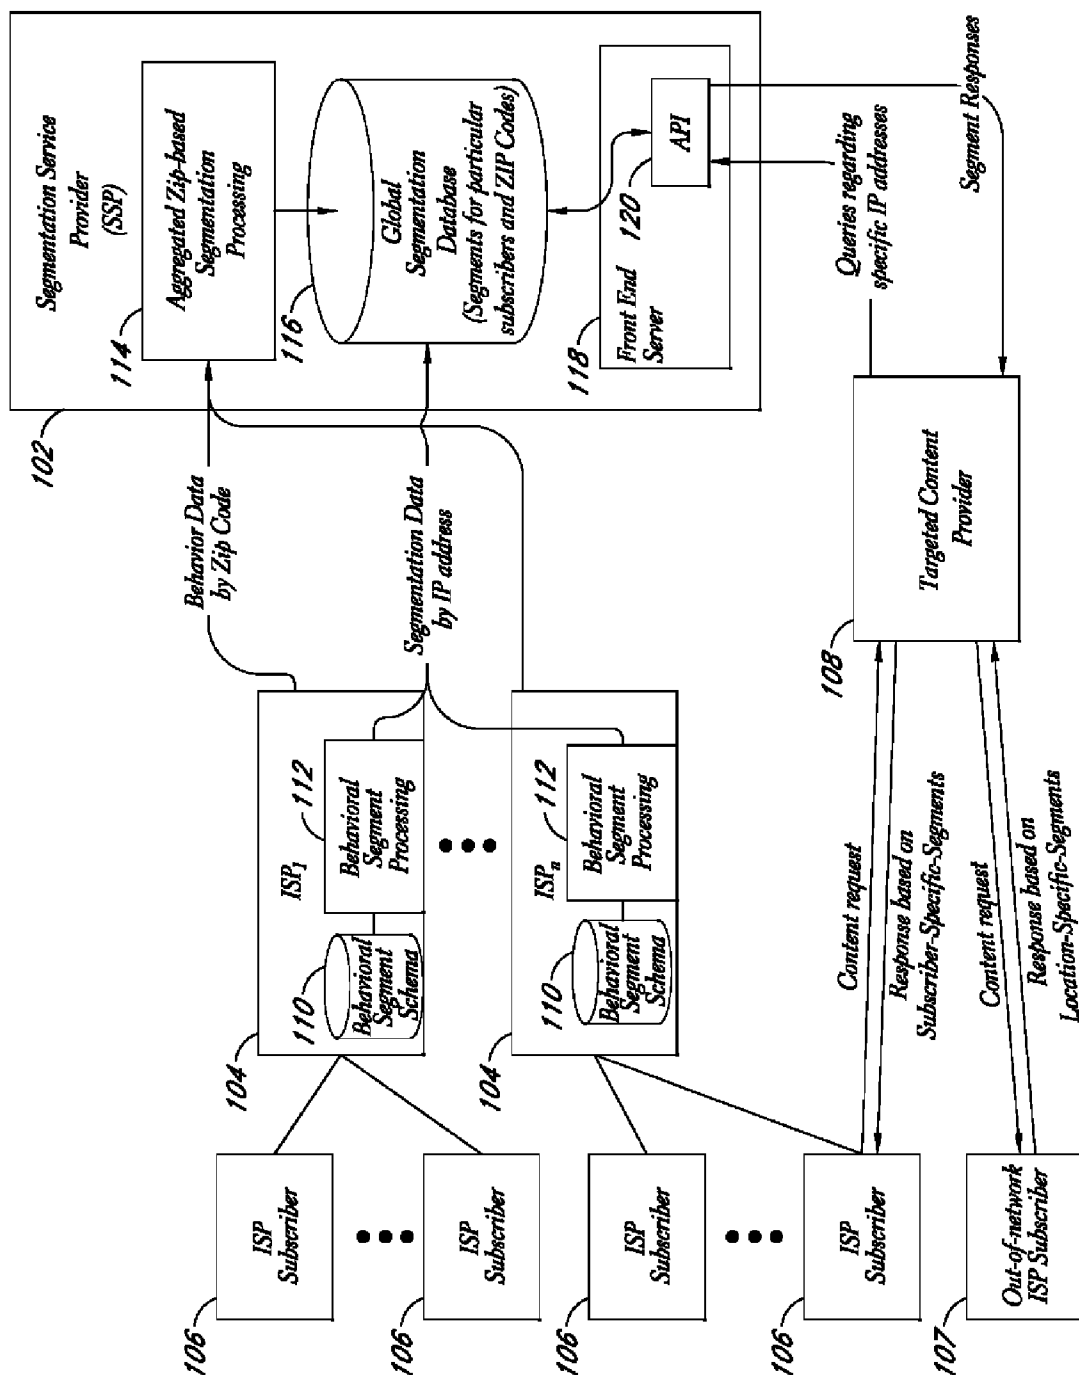 Segmentation Service
Provider
(SSP)
102
114
Aggregated Zip-based
Segmentation
Processing
116
Global
Segmentation
Database
(Segments for particular
subscribers and ZIP Codes)
118
Front End
Server
120
API
Behavior Data
by Zip Code
Segmentation Data
by IP address
Queries regarding
specific IP addresses
Segment Responses
104
ISP1
110
Behavioral
Segment
Schema
112
Behavioral
Segment
Processing
104
ISPn
110
Behavioral
Segment
Schema
112
Behavioral
Segment
Processing
108
Targeted Content
Provider
Content request
Response based on
Subscriber-Specific-Segments
Content request
Response based on
Location-Specific-Segments
106
ISP
Subscriber
106
ISP
Subscriber
106
ISP
Subscriber
106
ISP
Subscriber
107
Out-of-network
ISP Subscriber